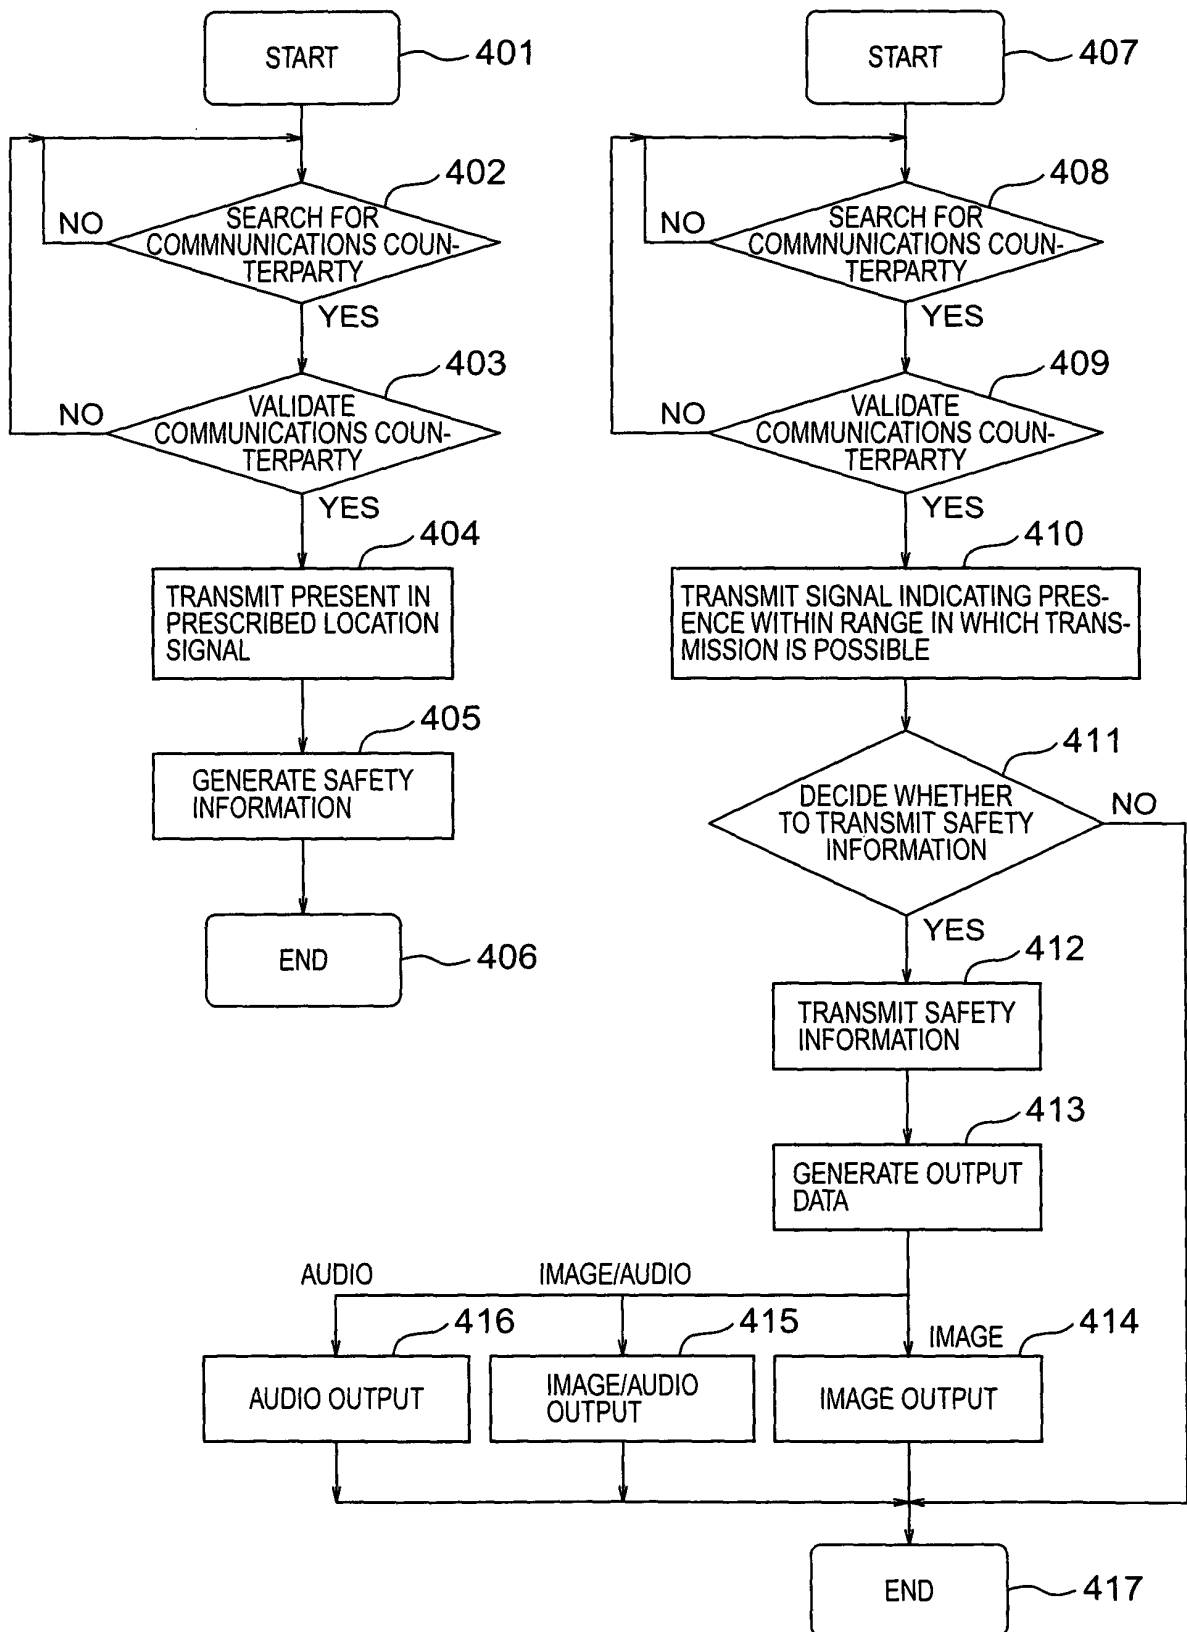 START
401
402
NO
SEARCH FOR
COMMNUNICATIONS COUN-
TERPARTY
YES
403
NO
VALIDATE
COMMUNICATIONS COUN-
TERPARTY
YES
404
TRANSMIT PRESENT IN
PRESCRIBED LOCATION
SIGNAL
405
GENERATE SAFETY
INFORMATION
END
406
START
407
408
NO
SEARCH FOR
COMMNUNICATIONS COUN-
TERPARTY
YES
409
NO
VALIDATE
COMMUNICATIONS COUN-
TERPARTY
YES
410
TRANSMIT SIGNAL INDICATING PRES-
ENCE WITHIN RANGE IN WHICH TRANS-
MISSION IS POSSIBLE
411
DECIDE WHETHER
TO TRANSMIT SAFETY
INFORMATION
NO
YES
412
TRANSMIT SAFETY
INFORMATION
413
GENERATE OUTPUT
DATA
AUDIO
IMAGE/AUDIO
IMAGE
416
AUDIO OUTPUT
415
IMAGE/AUDIO
OUTPUT
414
IMAGE OUTPUT
END
417